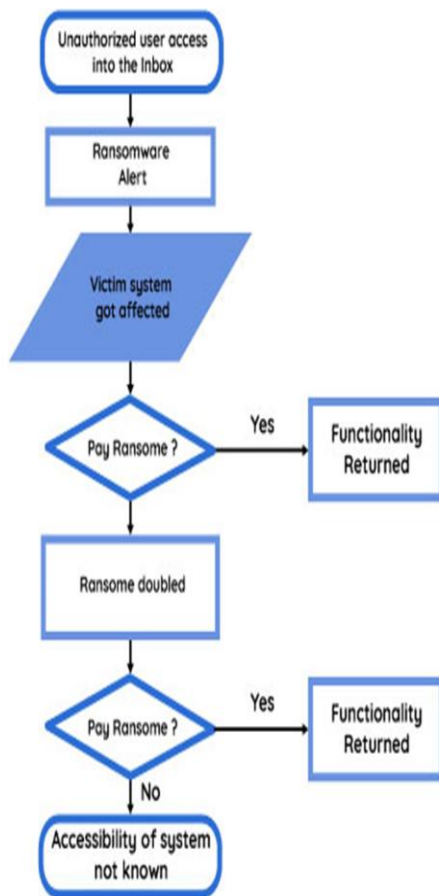 Unauthorized user access
into the Inbox
Ransomware
Alert
Victim system
got affected
Pay Ransome ?
Yes
Functionality
Returned
Ransome doubled
Pay Ransome ?
Yes
Functionality
Returned
No
Accessibility of system
not known